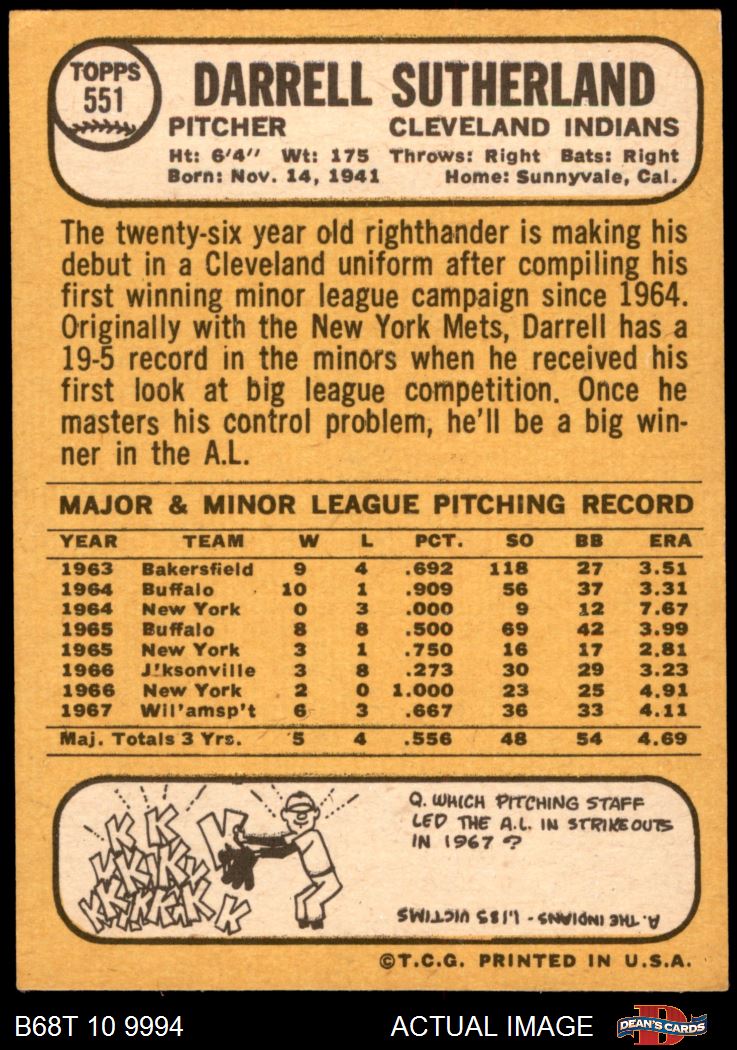 TOPPS
551
DARRELL SUTHERLAND
PITCHER CLEVELAND INDIANS
Ht: 6'4" Wt: 175 Throws: Right Bats: Right
Born: Nov. 14, 1941 Home: Sunnyvale, Cal.
The twenty-six year old righthander is making his
debut in a Cleveland uniform after compiling his
first winning minor league campaign since 1964.
Originally with the New York Mets, Darrell has a
19-5 record in the minors when he received his
first look at big league competition. Once he
masters his control problem, he'll be a big win-
ner in the A.L.
MAJOR & MINOR LEAGUE PITCHING RECORD
YEAR TEAM W L PCT. SO BB ERA
1963 Bakersfield 9 4 .692 118 27 3.51
1964 Buffalo 10 1 .909 56 37 3.31
1964 New York 0 3 .000 9 12 7.67
1965 Buffalo 8 8 .500 69 42 3.99
1965 New York 3 1 .750 16 17 2.81
1966 J'ksonville 3 8 .273 30 29 3.23
1966 New York 2 0 1.000 23 25 4.91
1967 Wil'amsp't 6 3 .667 36 33 4.11
Maj. Totals 3 Yrs. 5 4 .556 48 54 4.69
K K K K K K K K K K K K K K
Q. WHICH PITCHING STAFF
LED THE A.L. IN STRIKEOUTS
IN 1967?
A. THE INDIANS - 1,185 VICTIMS
©T.C.G. PRINTED IN U.S.A.
B68T 10 9994 ACTUAL IMAGE DEAN'S CARDS